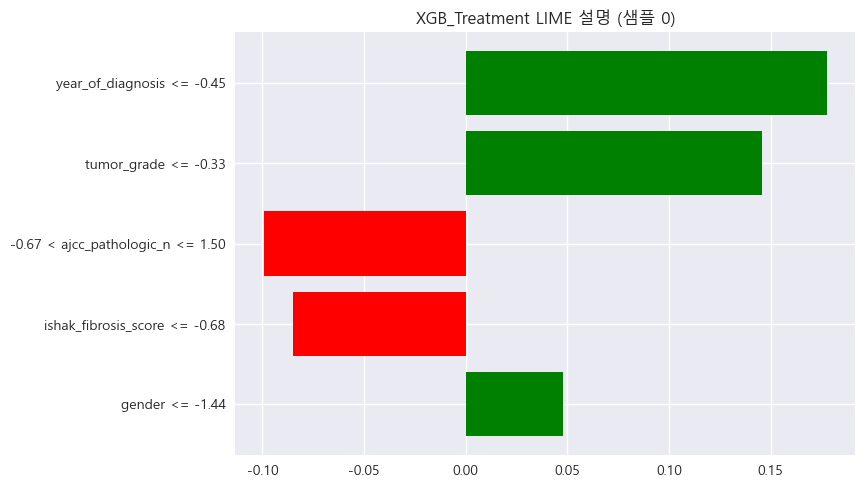 XGB_Treatment LIME 설명 (샘플 0)
year_of_diagnosis <= -0.45
tumor_grade <= -0.33
-0.67 < ajcc_pathologic_n <= 1.50
ishak_fibrosis_score <= -0.68
gender <= -1.44
-0.10 -0.05 0.00 0.05 0.10 0.15